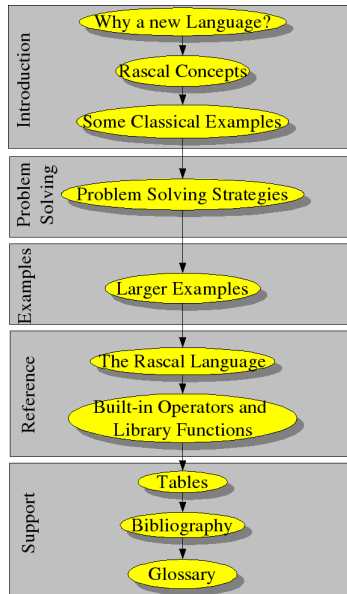 Introduction
Why a new Language?
Rascal Concepts
Some Classical Examples
Problem
Solving
Problem Solving Strategies
Examples
Larger Examples
Reference
The Rascal Language
Built-in Operators and
Library Functions
Support
Tables
Bibliography
Glossary